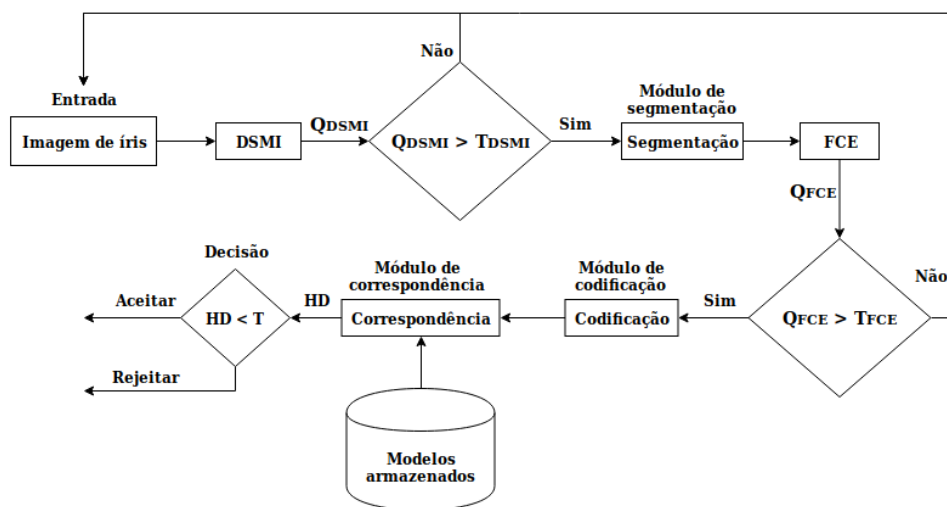 Não
Entrada
Imagem de íris
DSMI
QDSMI
QDSMI > TDSMI
Sim
Módulo de
segmentação
Segmentação
FCE
QFCE
QFCE > TFCE
Não
Sim
Módulo de
codificação
Codificação
Módulo de
correspondência
Correspondência
HD
Decisão
HD < T
Aceitar
Rejeitar
Modelos
armazenados